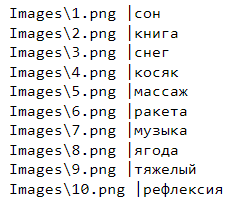 Images\1.png |сон
Images\2.png |книга
Images\3.png |снег
Images\4.png |косяк
Images\5.png |массаж
Images\6.png |ракета
Images\7.png |музыка
Images\8.png |ягода
Images\9.png |тяжелый
Images\10.png |рефлексия